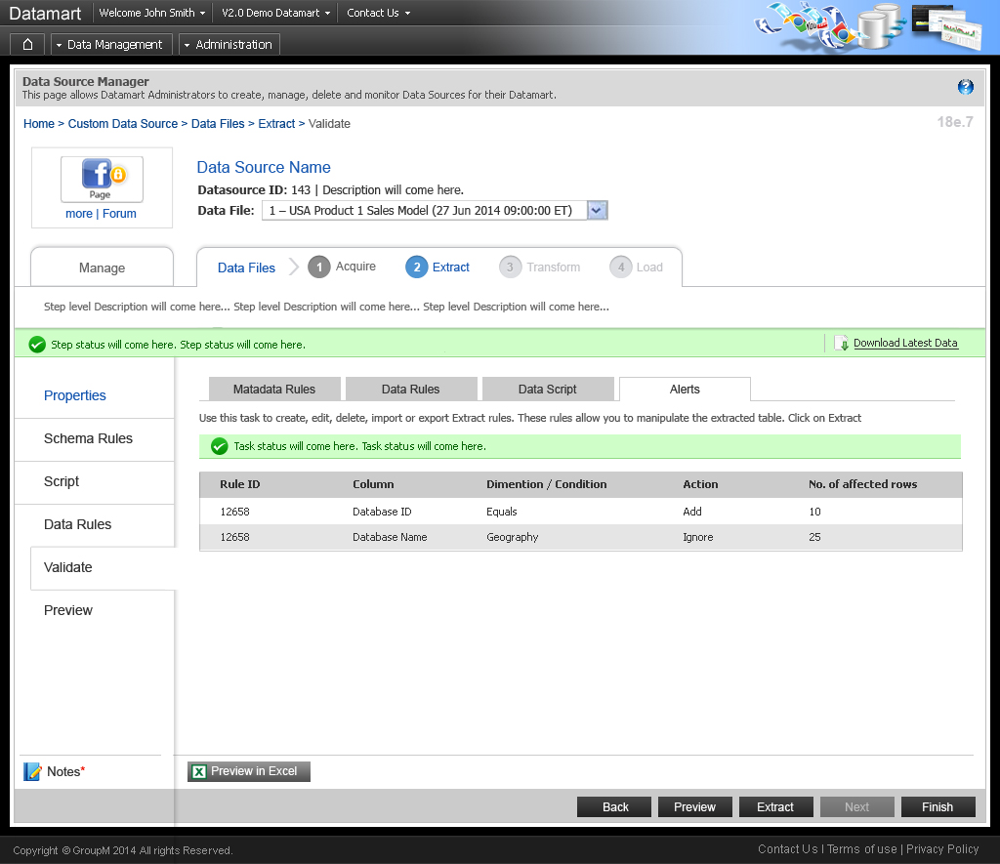 Datamart Welcome John Smith V2.0 Demo Datamart Contact Us
Data Management Administration
Data Source Manager
This page allows Datamart Administrators to create, manage, delete and monitor Data Sources for their Datamart.
Home > Custom Data Source > Data Files > Extract > Validate 18e.7
Data Source Name
Page
more | Forum
Datasource ID: 143 | Description will come here.
Data File: 1 – USA Product 1 Sales Model (27 Jun 2014 09:00:00 ET)
Manage Data Files 1 Acquire 2 Extract 3 Transform 4 Load
Step level Description will come here... Step level Description will come here... Step level Description will come here...
Step status will come here. Step status will come here. Download Latest Data
Properties
Schema Rules
Script
Data Rules
Validate
Preview
Matadata Rules Data Rules Data Script Alerts
Use this task to create, edit, delete, import or export Extract rules. These rules allow you to manipulate the extracted table. Click on Extract
Task status will come here. Task status will come here.
Rule ID Column Dimention / Condition Action No. of affected rows
12658 Database ID Equals Add 10
12658 Database Name Geography Ignore 25
Notes* Preview in Excel
Back Preview Extract Next Finish
Copyright © GroupM 2014 All rights Reserved. Contact Us | Terms of use | Privacy Policy